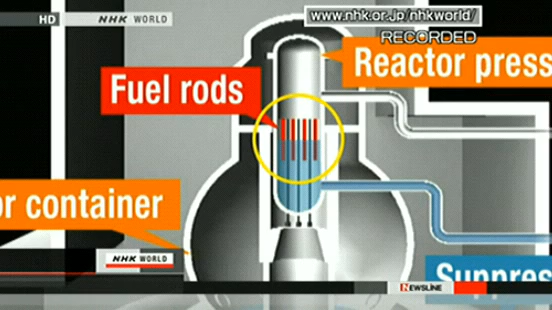 HD NHK WORLD
www.nhk.or.jp/nhkworld/
RECORDED
Reactor press
Fuel rods
or container
NHK WORLD
Suppres
NEWSLINE